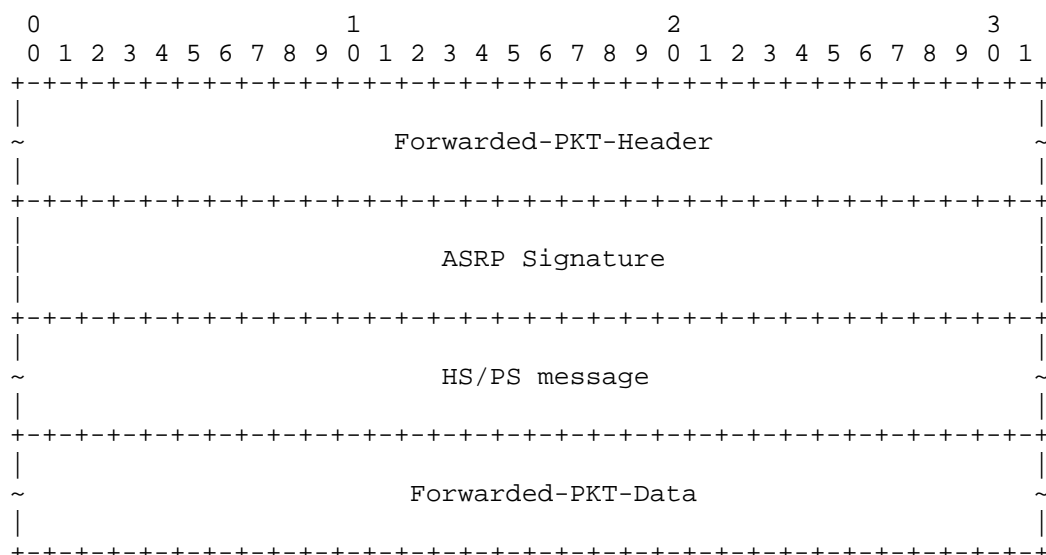 0                   1                   2                   3
 0 1 2 3 4 5 6 7 8 9 0 1 2 3 4 5 6 7 8 9 0 1 2 3 4 5 6 7 8 9 0 1
+-+-+-+-+-+-+-+-+-+-+-+-+-+-+-+-+-+-+-+-+-+-+-+-+-+-+-+-+-+-+-+-+
|                                                               |
~                       Forwarded-PKT-Header                    ~
|                                                               |
+-+-+-+-+-+-+-+-+-+-+-+-+-+-+-+-+-+-+-+-+-+-+-+-+-+-+-+-+-+-+-+-+
|                                                               |
|                          ASRP Signature                       |
|                                                               |
+-+-+-+-+-+-+-+-+-+-+-+-+-+-+-+-+-+-+-+-+-+-+-+-+-+-+-+-+-+-+-+-+
|                                                               |
~                          HS/PS message                        ~
|                                                               |
+-+-+-+-+-+-+-+-+-+-+-+-+-+-+-+-+-+-+-+-+-+-+-+-+-+-+-+-+-+-+-+-+
|                                                               |
~                        Forwarded-PKT-Data                     ~
|                                                               |
+-+-+-+-+-+-+-+-+-+-+-+-+-+-+-+-+-+-+-+-+-+-+-+-+-+-+-+-+-+-+-+-+